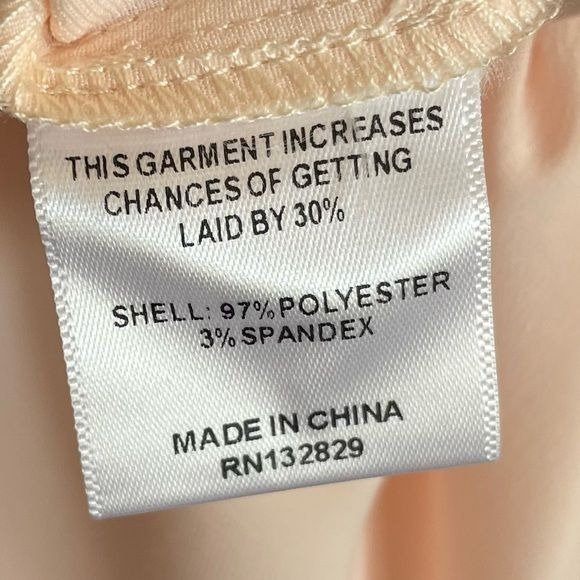 THIS GARMENT INCREASES
CHANCES OF GETTING
LAID BY 30%
SHELL: 97% POLYESTER
3% SPANDEX
MADE IN CHINA
RN132829